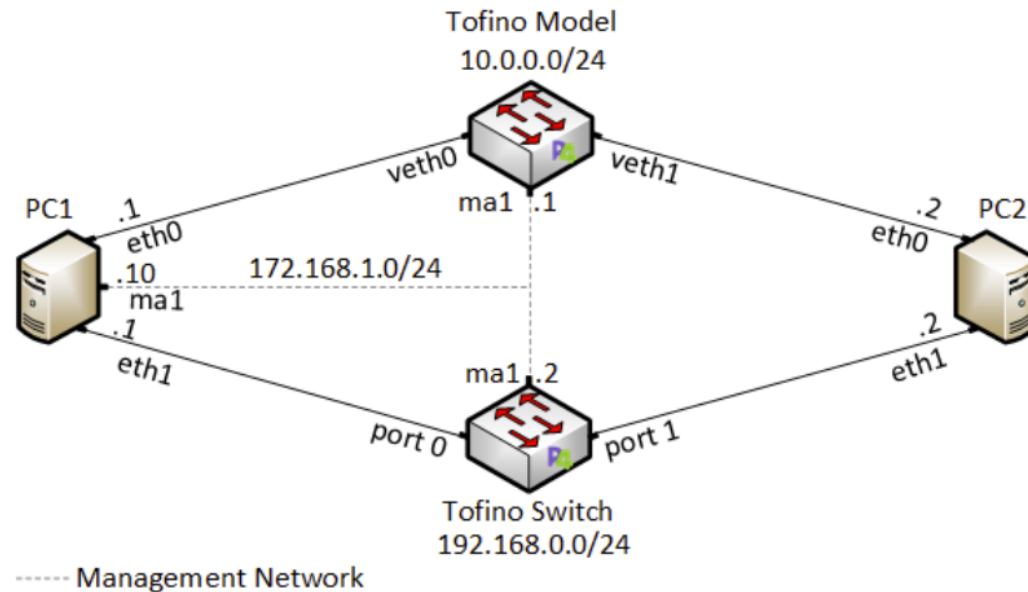 Tofino Model
10.0.0.0/24
P4
veth0
veth1
ma1 .1
PC1
.1
eth0
.2
eth0
PC2
.10
ma1
172.168.1.0/24
.1
eth1
.2
eth1
ma1 .2
port 0
port 1
P4
Tofino Switch
192.168.0.0/24
Management Network